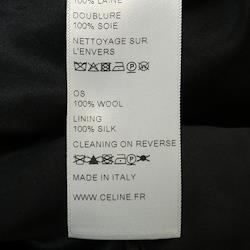 100% LAINE
DOUBLURE
100% SOIE
NETTOYAGE SUR
L'ENVERS
OS
100% WOOL
LINING
100% SILK
CLEANING ON REVERSE
MADE IN ITALY
WWW.CELINE.FR